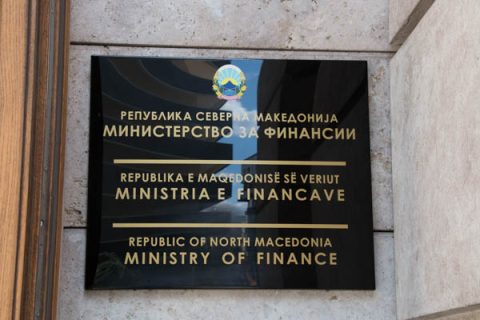 РЕПУБЛИКА СЕВЕРНА МАКЕДОНИЈА
МИНИСТЕРСТВО ЗА ФИНАНСИИ
REPUBLIKA E MAQEDONISË SË VERIUT
MINISTRIA E FINANCAVE
REPUBLIC OF NORTH MACEDONIA
MINISTRY OF FINANCE